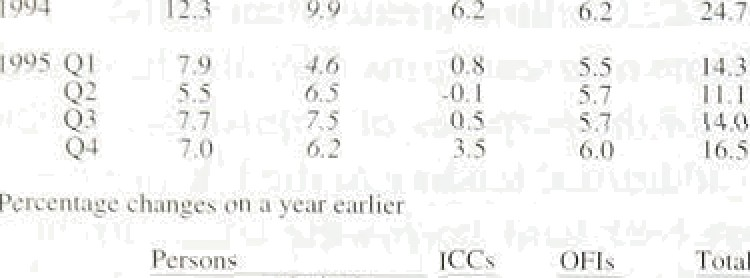 1994 12.3 9.9 6.2 6.2 24.7
1995 Q1 7.9 4.6 0.8 5.5 14.3
Q2 5.5 6.5 -0.1 5.7 11.1
Q3 7.7 7.5 0.5 5.7 14.0
Q4 7.0 6.2 3.5 6.0 16.5
Percentage changes on a year earlier
Persons ICCs OFIs Total